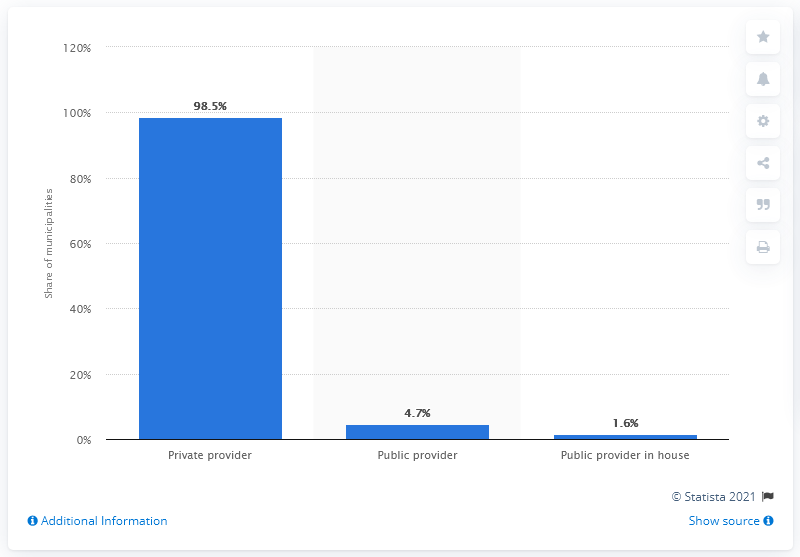 120%
100%
80%
60%
40%
20%
0%
Share of municipalities
98.5%
4.7%
1.6%
Private provider
Public provider
Public provider in house
© Statista 2021
Additional Information
Show source